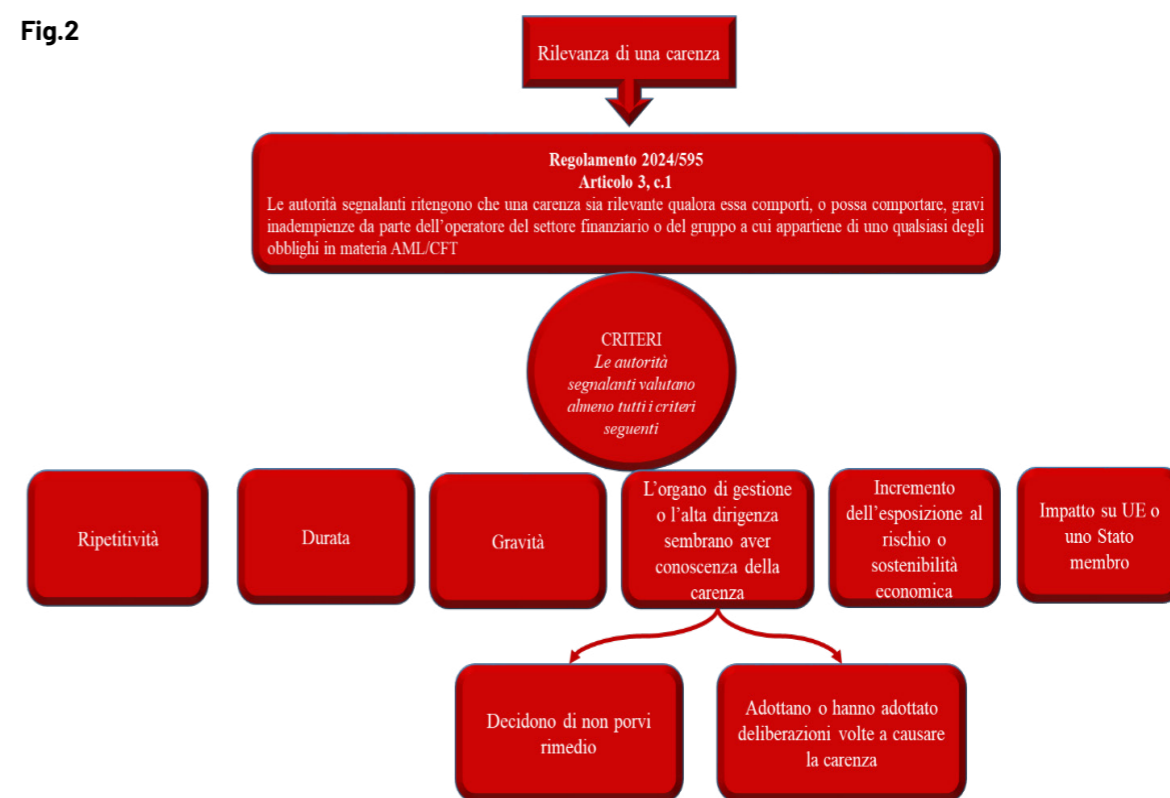 Fig.2
Rilevanza di una carenza
Regolamento 2024/595
Articolo 3, c.1
Le autorità segnalanti ritengono che una carenza sia rilevante qualora essa comporti, o possa comportare, gravi
inadempienze da parte dell'operatore del settore finanziario o del gruppo a cui appartiene di uno qualsiasi degli
obblighi in materia AML/CFT
CRITERI
Le autorità
segnalanti valutano
almeno tutti i criteri
seguenti
Ripetitività
Durata
Gravità
L'organo di gestione
o l'alta dirigenza
sembrano aver
conoscenza della
carenza
Incremento
dell'esposizione al
rischio o
sostenibilità
economica
Impatto su UE o
uno Stato
membro
Decidono di non porvi
rimedio
Adottano o hanno adottato
deliberazioni volte a causare
la carenza